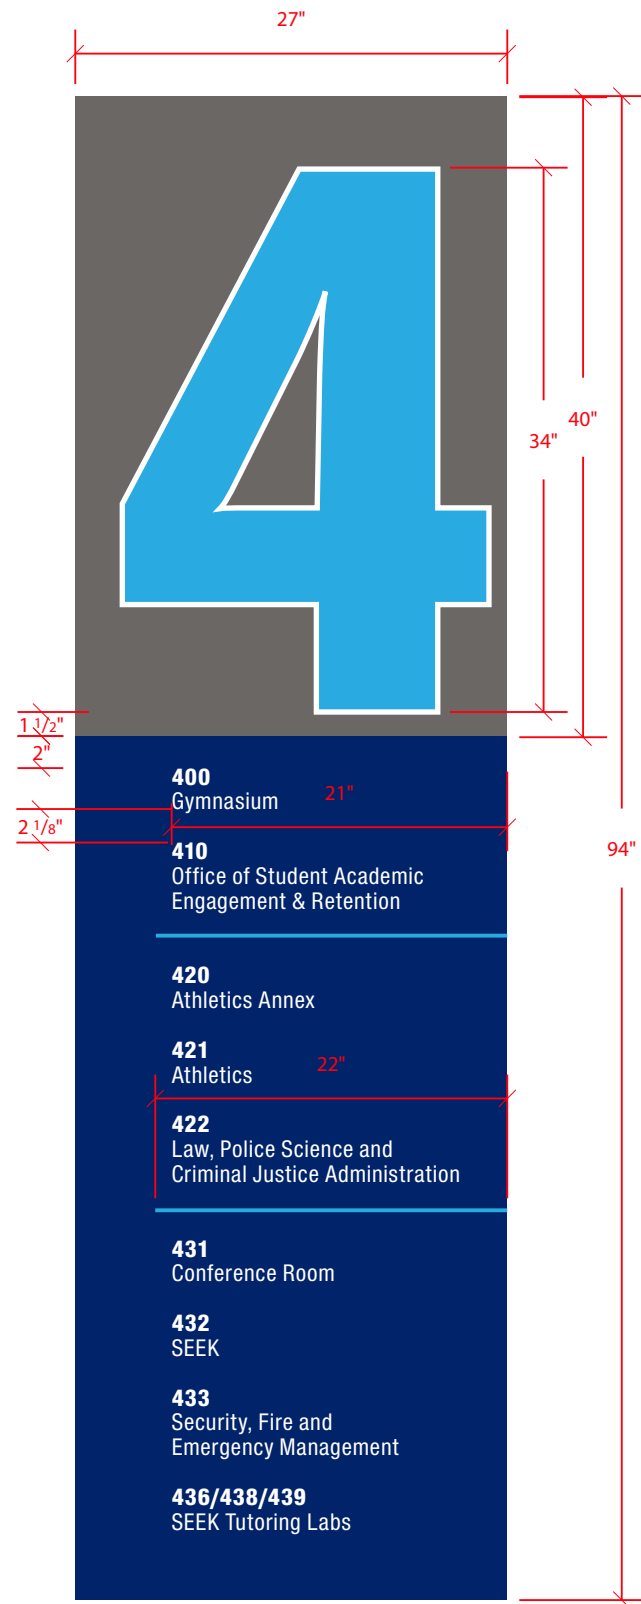 27"
4
34"
40"
1 1/2"
2"
2 1/8"
94"
400
Gymnasium
21"
410
Office of Student Academic
Engagement & Retention
420
Athletics Annex
421
Athletics
22"
422
Law, Police Science and
Criminal Justice Administration
431
Conference Room
432
SEEK
433
Security, Fire and
Emergency Management
436/438/439
SEEK Tutoring Labs